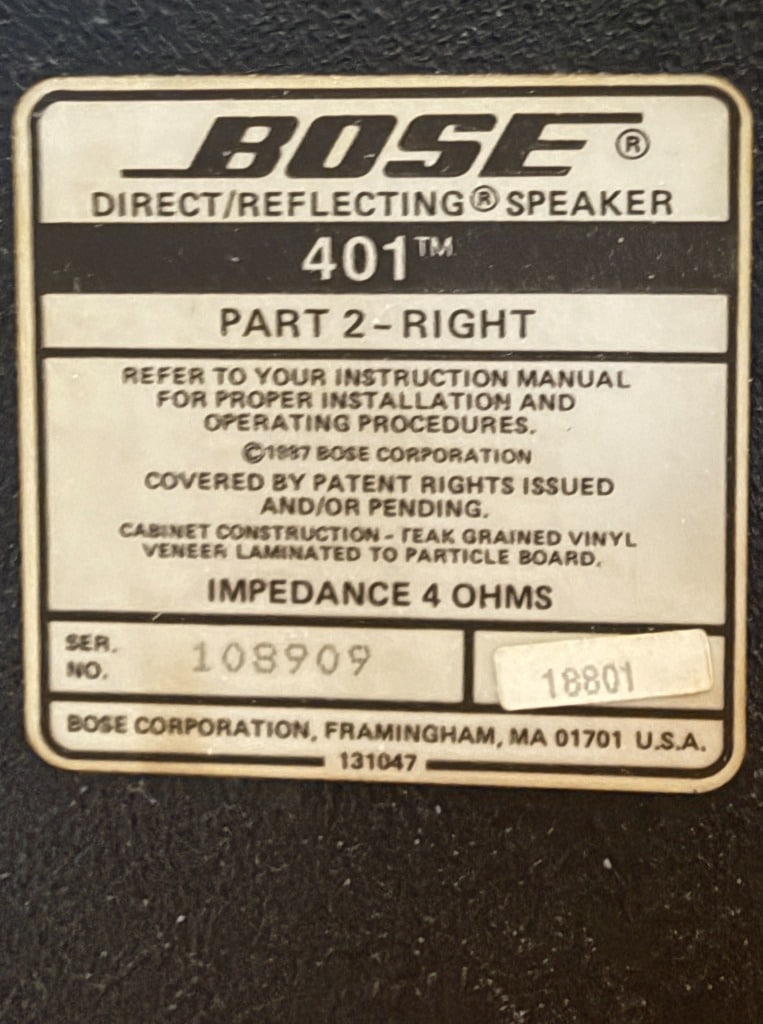 BOSE®
DIRECT/REFLECTING® SPEAKER
401™
PART 2 - RIGHT
REFER TO YOUR INSTRUCTION MANUAL
FOR PROPER INSTALLATION AND
OPERATING PROCEDURES.
©1987 BOSE CORPORATION
COVERED BY PATENT RIGHTS ISSUED
AND/OR PENDING.
CABINET CONSTRUCTION - TEAK GRAINED VINYL
VENEER LAMINATED TO PARTICLE BOARD.
IMPEDANCE 4 OHMS
SER.
NO.
108909
18801
BOSE CORPORATION, FRAMINGHAM, MA 01701 U.S.A.
131047